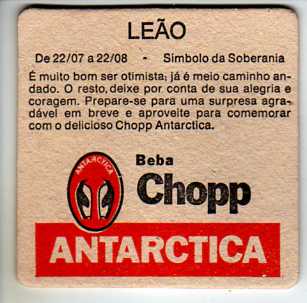 LEÃO
De 22/07 a 22/08 - Simbolo da Soberania
É muito bom ser otimista; já é meio caminho an-
dado. O resto, deixe por conta de sua alegria e
coragem. Prepare-se para uma surpresa agra-
dável em breve e aproveite para comemorar
com o delicioso Chopp Antarctica.
ANTARCTICA
Beba
Chopp
ANTARCTICA